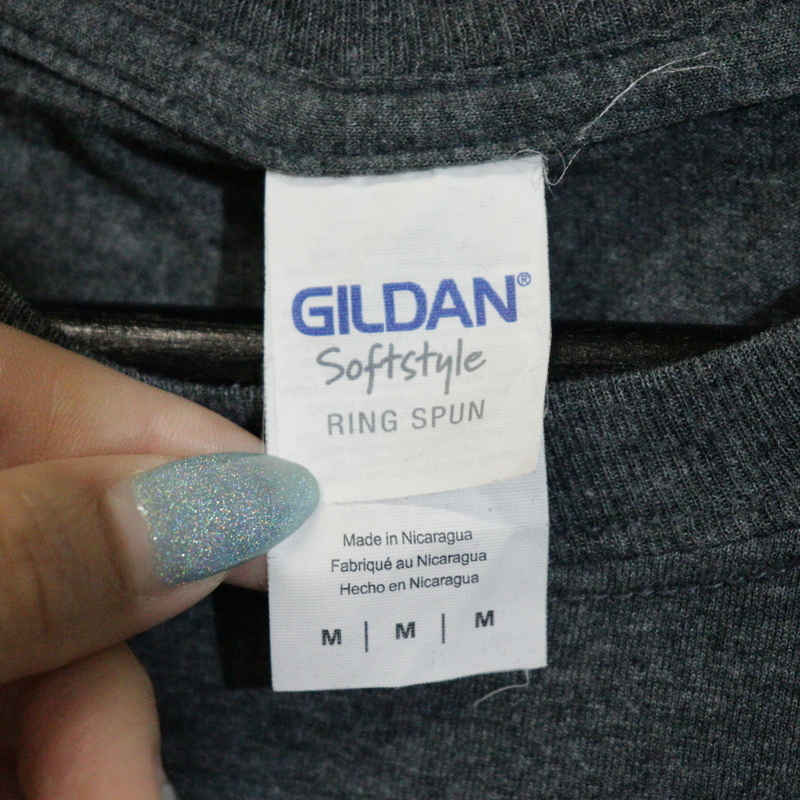 GILDAN®
Softstyle
RING SPUN
Made in Nicaragua
Fabriqué au Nicaragua
Hecho en Nicaragua
M | M | M